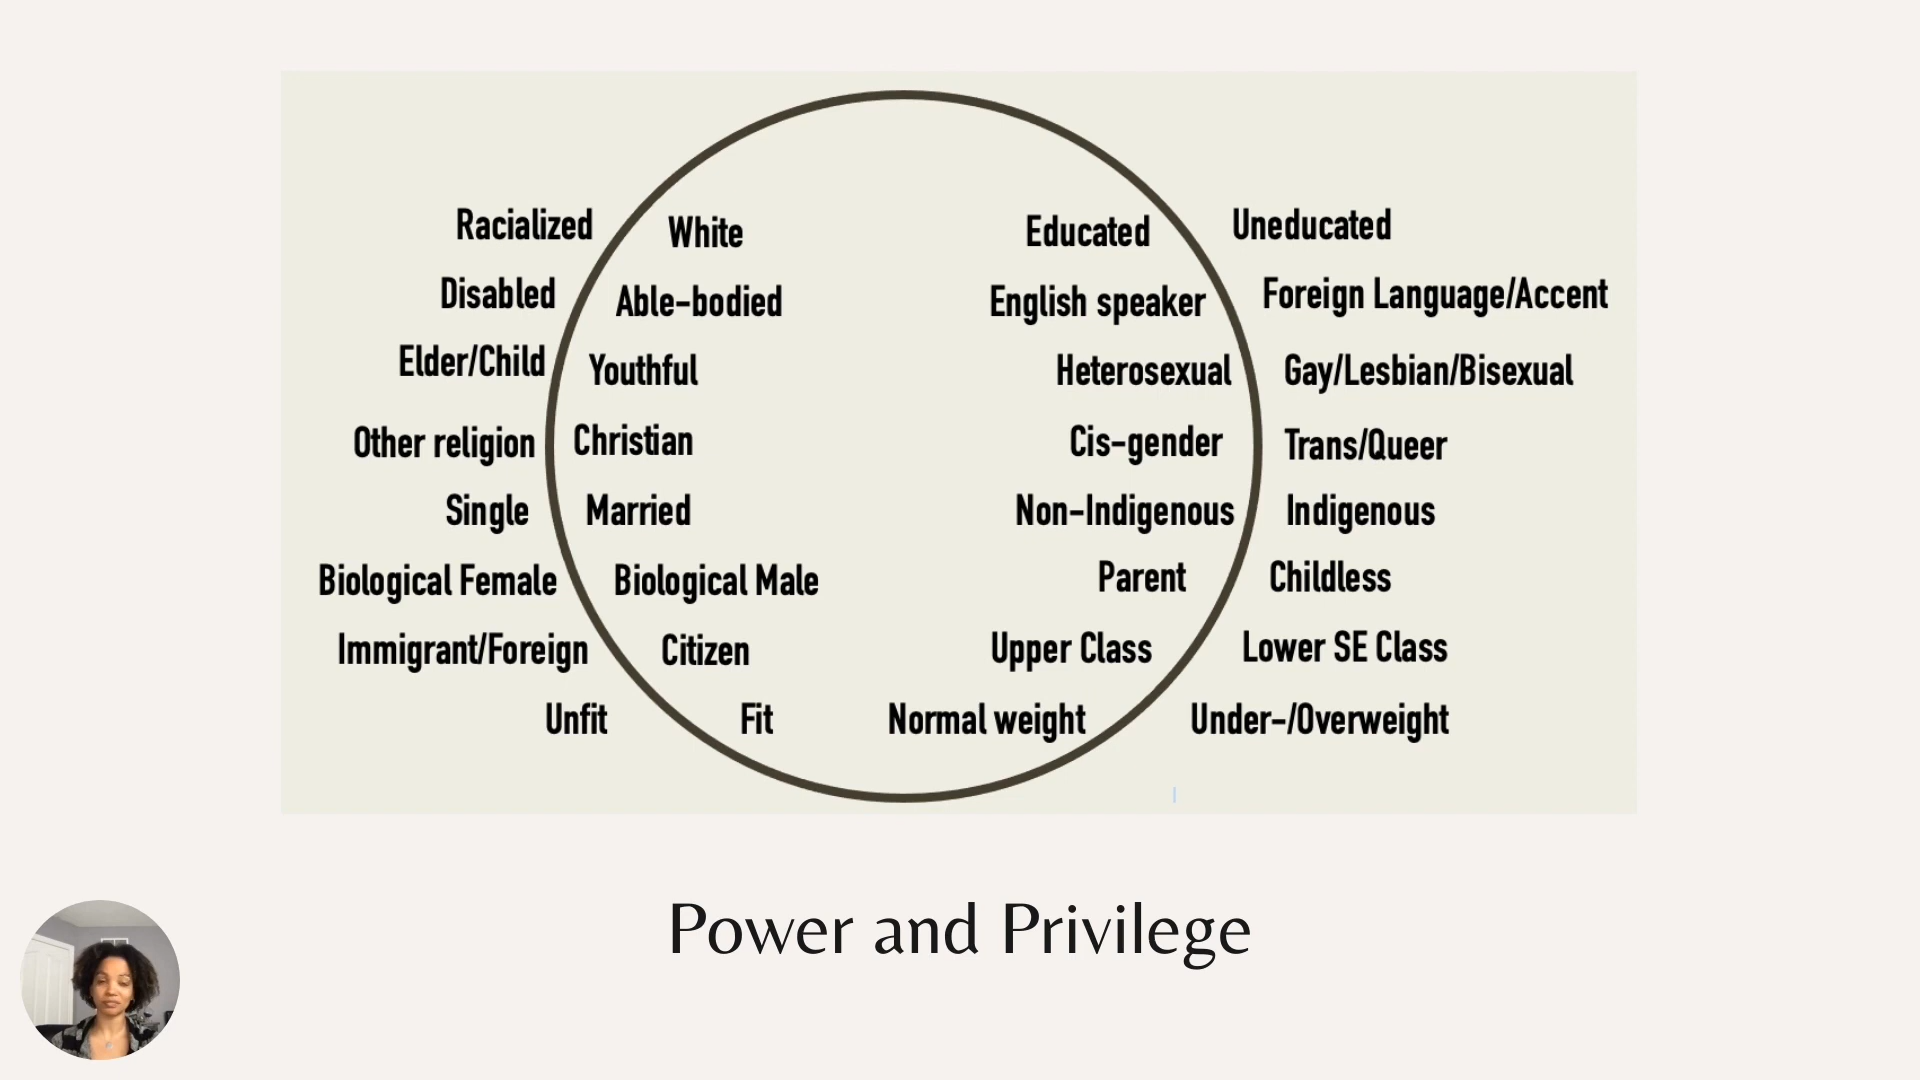 Racialized White Educated Uneducated
Disabled Able-bodied English speaker Foreign Language/Accent
Elder/Child Youthful Heterosexual Gay/Lesbian/Bisexual
Other religion Christian Cis-gender Trans/Queer
Single Married Non-Indigenous Indigenous
Biological Female Biological Male Parent Childless
Immigrant/Foreign Citizen Upper Class Lower SE Class
Unfit Fit Normal weight Under-/Overweight
Power and Privilege